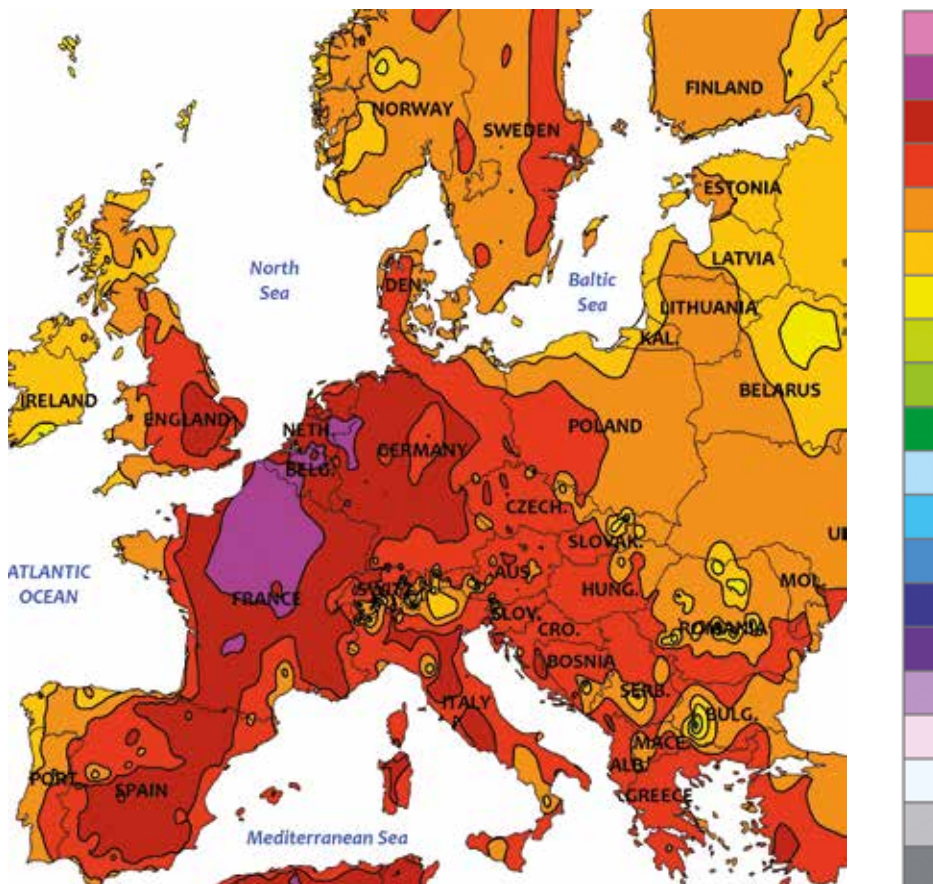 FINLAND
NORWAY
SWEDEN
ESTONIA
LATVIA
North
Sea
Baltic
Sea
DEN.
LITHUANIA
KAL.
BELARUS
IRELAND
ENGLAND
NETH.
GERMANY
POLAND
BELG.
CZECH.
SLOVAK.
ATLANTIC
OCEAN
FRANCE
AUS.
HUNG.
MOL.
SLOV.
CRO.
ROMANIA
BOSNIA
SERB.
ITALY
BULG.
MACE.
PORT.
SPAIN
ALB.
GREECE
Mediterranean Sea